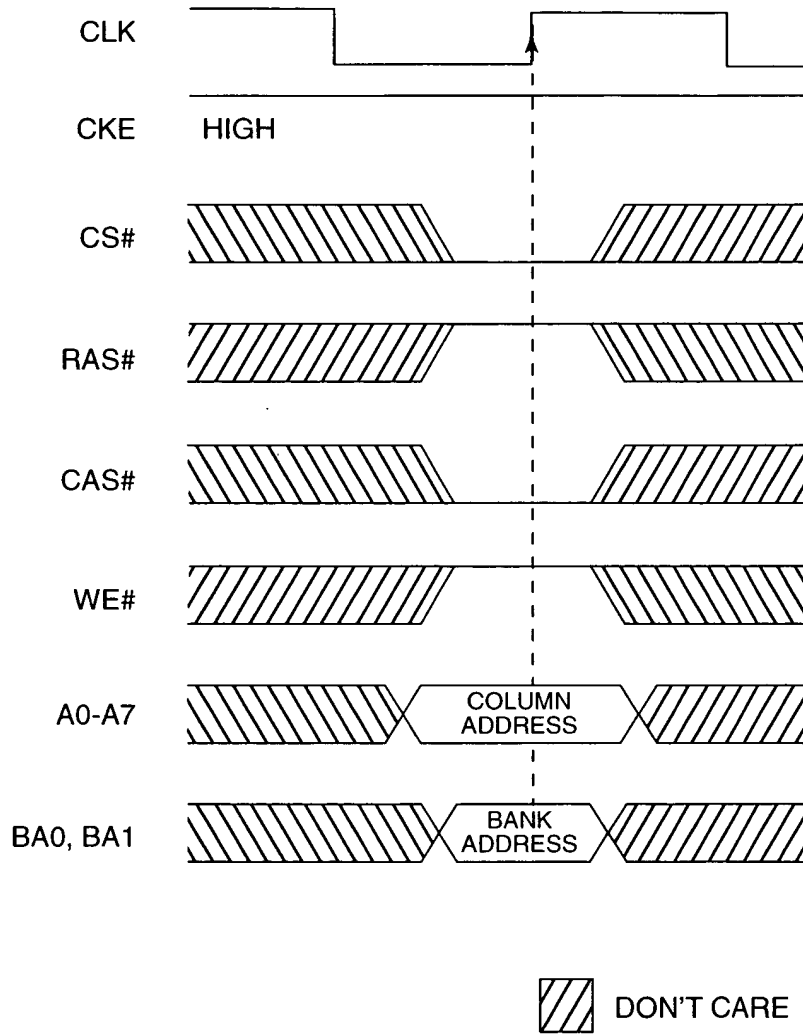 CLK
CKE HIGH
CS#
RAS#
CAS#
WE#
A0-A7 COLUMN ADDRESS
BA0, BA1 BANK ADDRESS
DON'T CARE